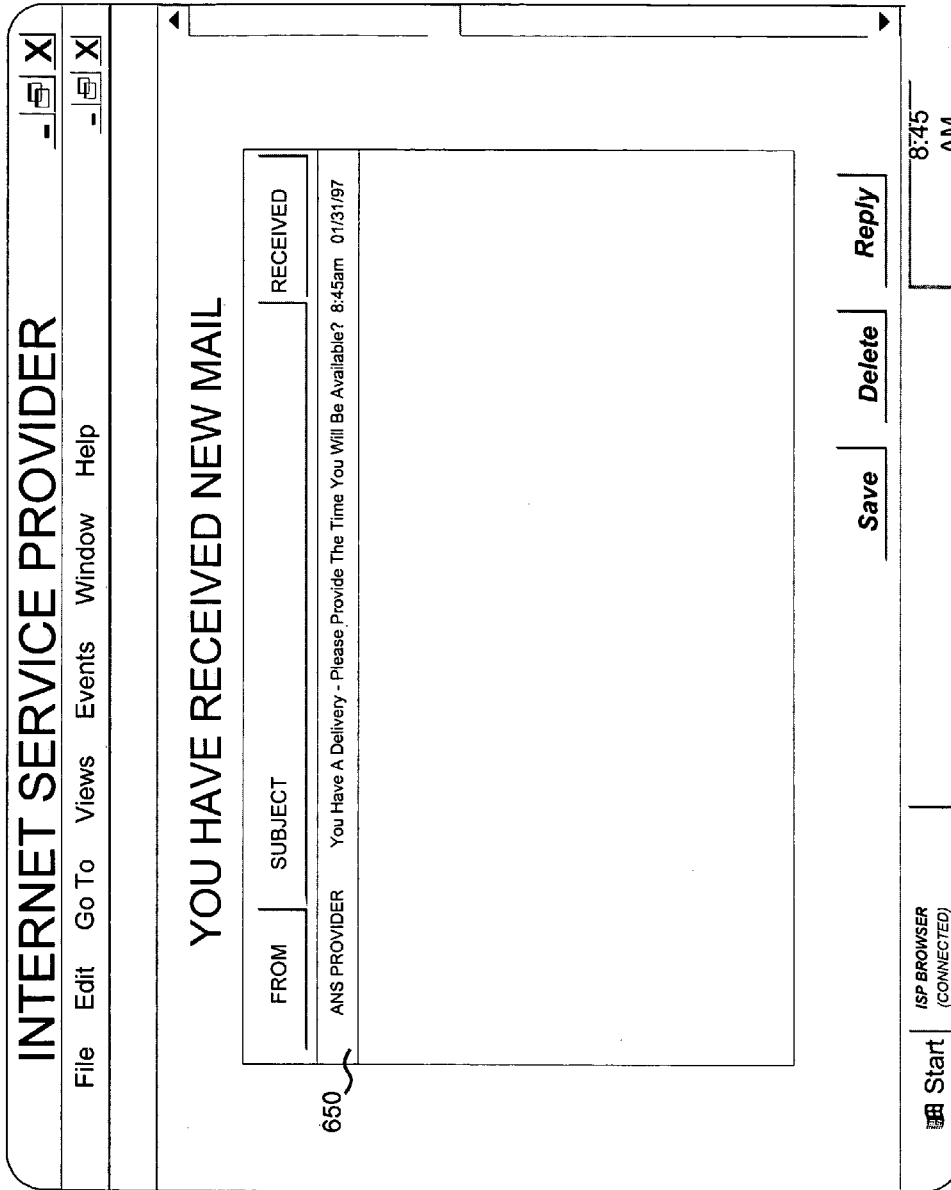 INTERNET SERVICE PROVIDER
File Edit Go To Views Events Window Help
YOU HAVE RECEIVED NEW MAIL
FROM SUBJECT RECEIVED
ANS PROVIDER You Have A Delivery - Please Provide The Time You Will Be Available? 8:45am 01/31/97
650
Save Delete Reply
Start ISP BROWSER 8:45
(CONNECTED) AM